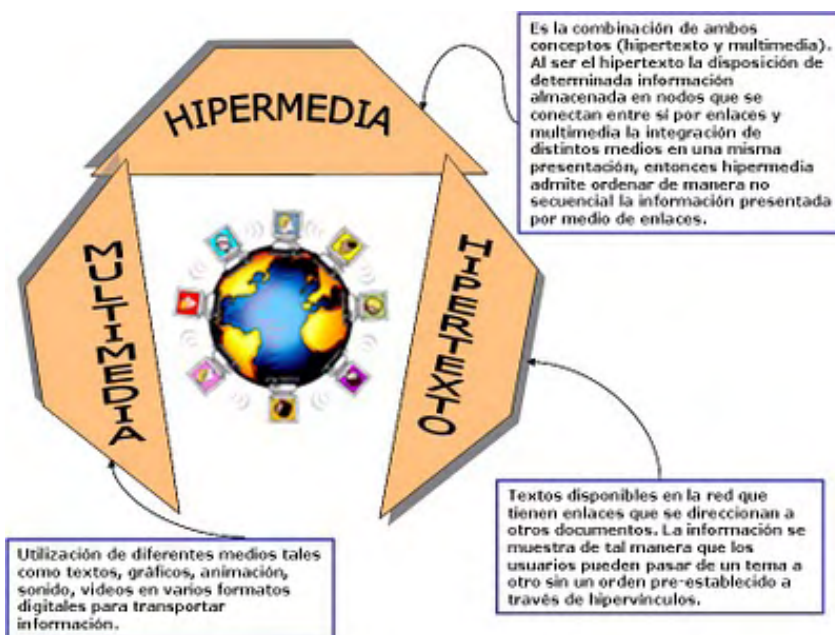 Es la combinación de ambos
conceptos (hipertexto y multimedia).
Al ser el hipertexto la disposición de
determinada información
almacenada en nodos que se
conectan entre sí por enlaces y
multimedia la integración de
distintos medios en una misma
presentación, entonces hipermedia
admite ordenar de manera no
secuencial la información presentada
por medio de enlaces.
HIPERMEDIA
MULTIMEDIA
HIPERTEXTO
Textos disponibles en la red que
tienen enlaces que se direccionan a
otros documentos. La información se
muestra de tal manera que los
usuarios pueden pasar de un tema a
otro sin un orden pre-establecido a
través de hipervínculos.
Utilización de diferentes medios tales
como textos, gráficos, animación,
sonido, videos en varios formatos
digitales para transportar
información.